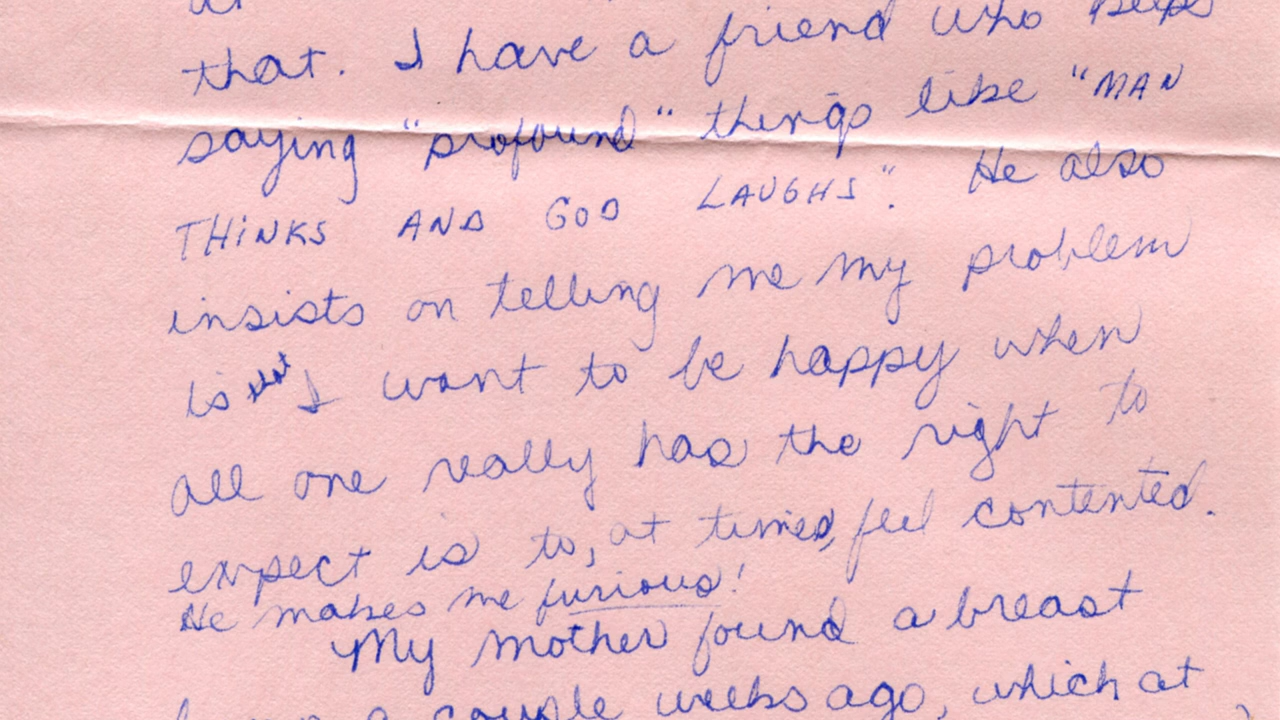 at
that. I have a friend who keeps
saying "profound" things like "MAN
THINKS AND GOD LAUGHS". He also
insists on telling me my problem
is that I want to be happy when
all one really has the right to
expect is to, at times, feel contented.
He makes me furious!
My mother found a breast
a couple weeks ago, which at